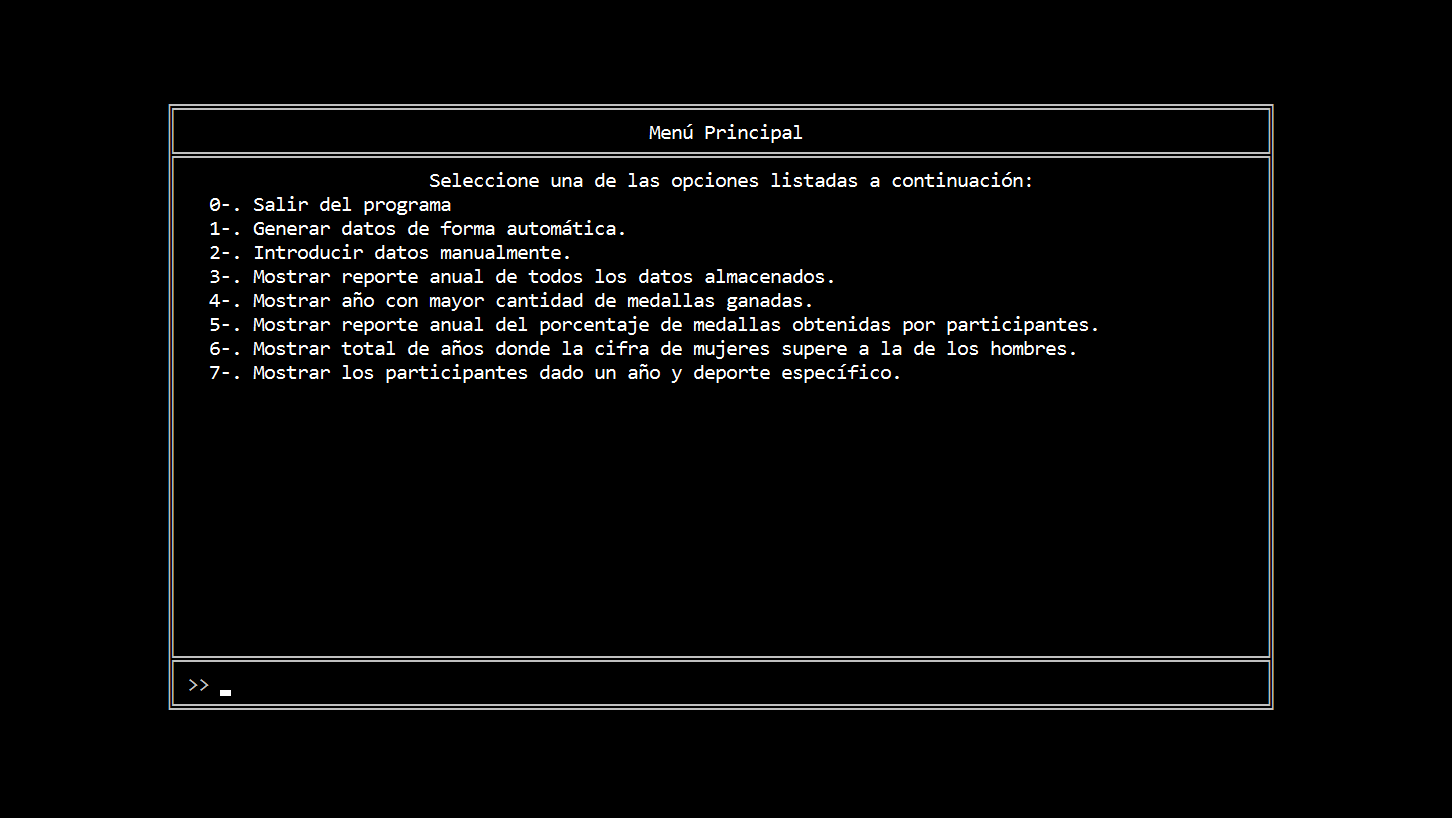 Menú Principal
Seleccione una de las opciones listadas a continuación:
0-. Salir del programa
1-. Generar datos de forma automática.
2-. Introducir datos manualmente.
3-. Mostrar reporte anual de todos los datos almacenados.
4-. Mostrar año con mayor cantidad de medallas ganadas.
5-. Mostrar reporte anual del porcentaje de medallas obtenidas por participantes.
6-. Mostrar total de años donde la cifra de mujeres supere a la de los hombres.
7-. Mostrar los participantes dado un año y deporte específico.
>>